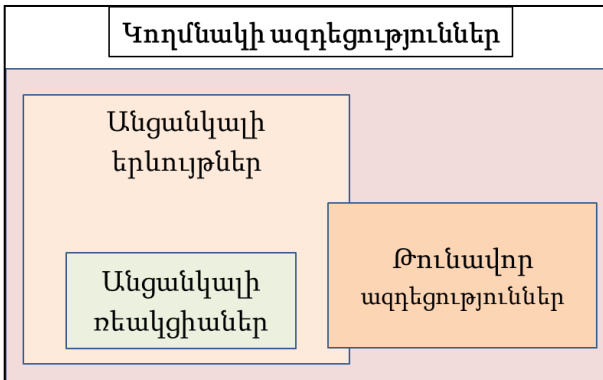 Կողմնակի ազդեցություններ
Անցանկալի
երևույթներ
Անցանկալի
ռեակցիաներ
Թունավոր
ազդեցություններ